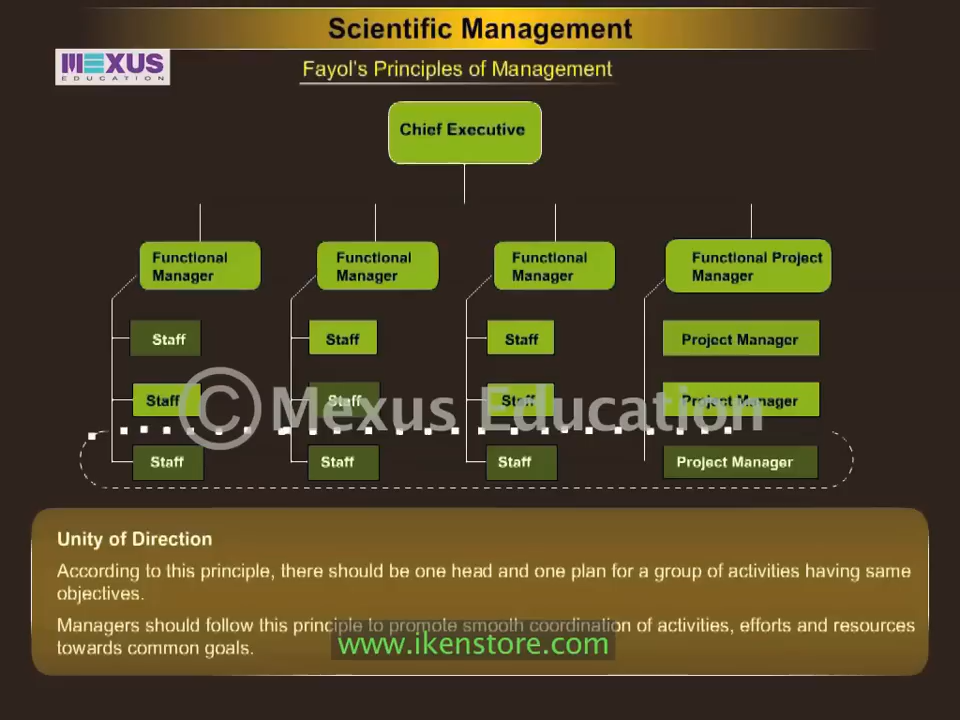 Scientific Management
MEXUS
EDUCATION
Fayol's Principles of Management
Chief Executive
Functional
Manager
Functional
Manager
Functional
Manager
Functional Project
Manager
Staff
Staff
Staff
Project Manager
Staff
Staff
Staff
Project Manager
© Mexus Education
Staff
Staff
Staff
Project Manager
Unity of Direction
According to this principle, there should be one head and one plan for a group of activities having same
objectives.
Managers should follow this principle to promote smooth coordination of activities, efforts and resources
towards common goals.
www.ikenstore.com